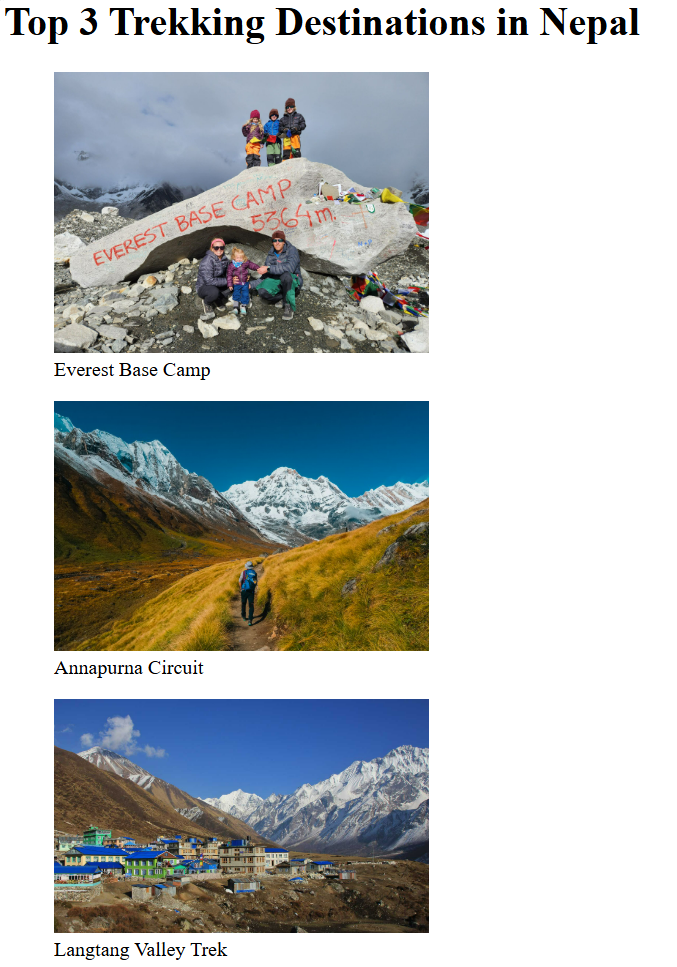 Top 3 Trekking Destinations in Nepal
EVEREST BASE CAMP
5364m.
Everest Base Camp
Annapurna Circuit
Langtang Valley Trek